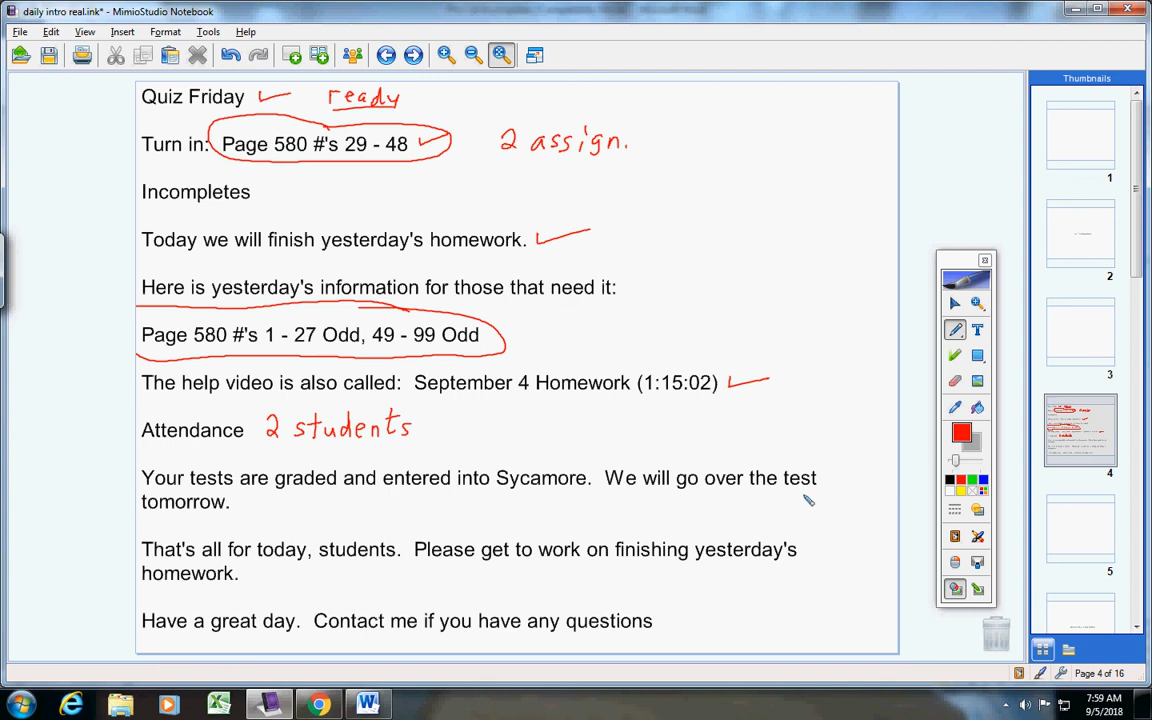 daily intro real.ink* - MimioStudio Notebook
File Edit View Insert Format Tools Help
Quiz Friday ready
Turn in: Page 580 #'s 29 - 48 2 assign.
Incompletes
Today we will finish yesterday's homework.
Here is yesterday's information for those that need it:
Page 580 #'s 1 - 27 Odd, 49 - 99 Odd
The help video is also called: September 4 Homework (1:15:02)
Attendance 2 students
Your tests are graded and entered into Sycamore. We will go over the test
tomorrow.
That's all for today, students. Please get to work on finishing yesterday's
homework.
Have a great day. Contact me if you have any questions
Thumbnails
1
2
3
4
5
Page 4 of 16
7:59 AM
9/5/2018